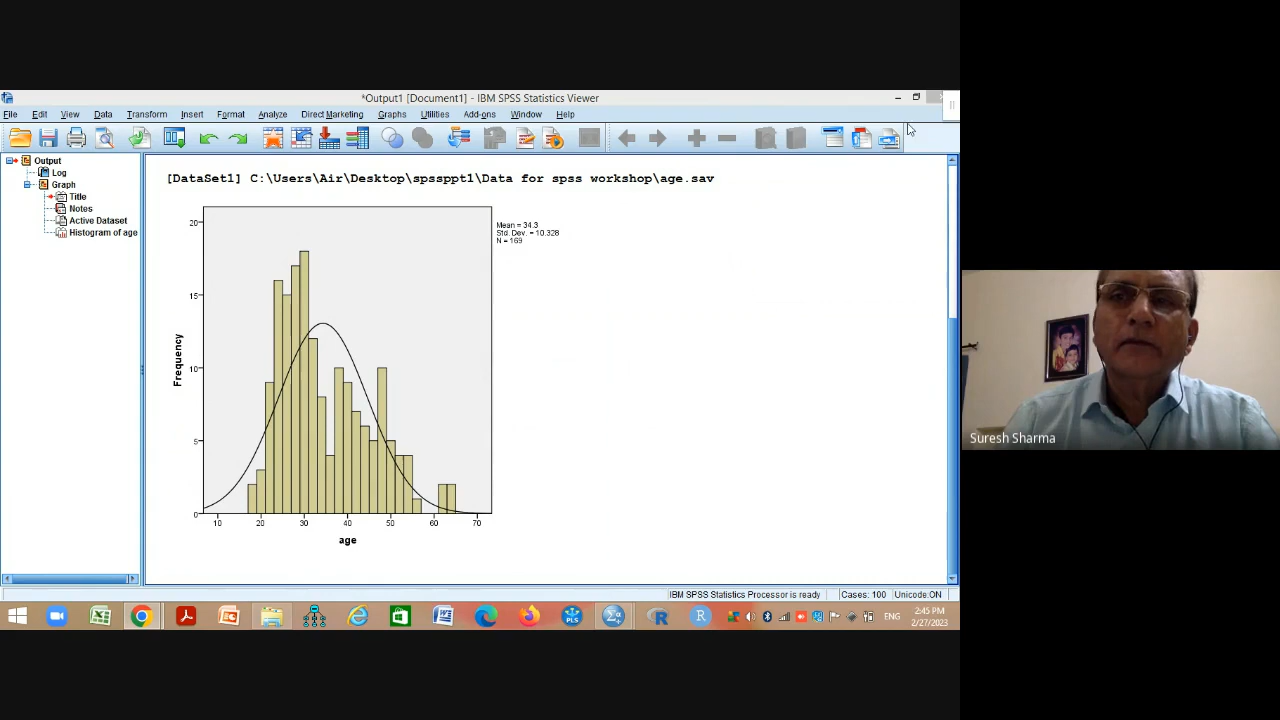 *Output1 [Document1] - IBM SPSS Statistics Viewer
File Edit View Data Transform Insert Format Analyze Direct Marketing Graphs Utilities Add-ons Window Help
Output
Log
Graph
Title
Notes
Active Dataset
Histogram of age
[DataSet1] C:\Users\Air\Desktop\spssppt1\Data for spss workshop\age.sav
Mean = 34.3
Std. Dev. = 10.328
N = 169
20
15
10
5
0
Frequency
10 20 30 40 50 60 70
age
IBM SPSS Statistics Processor is ready Cases: 100 Unicode:ON
PLS
R
R
ENG
2:45 PM
2/27/2023
Suresh Sharma